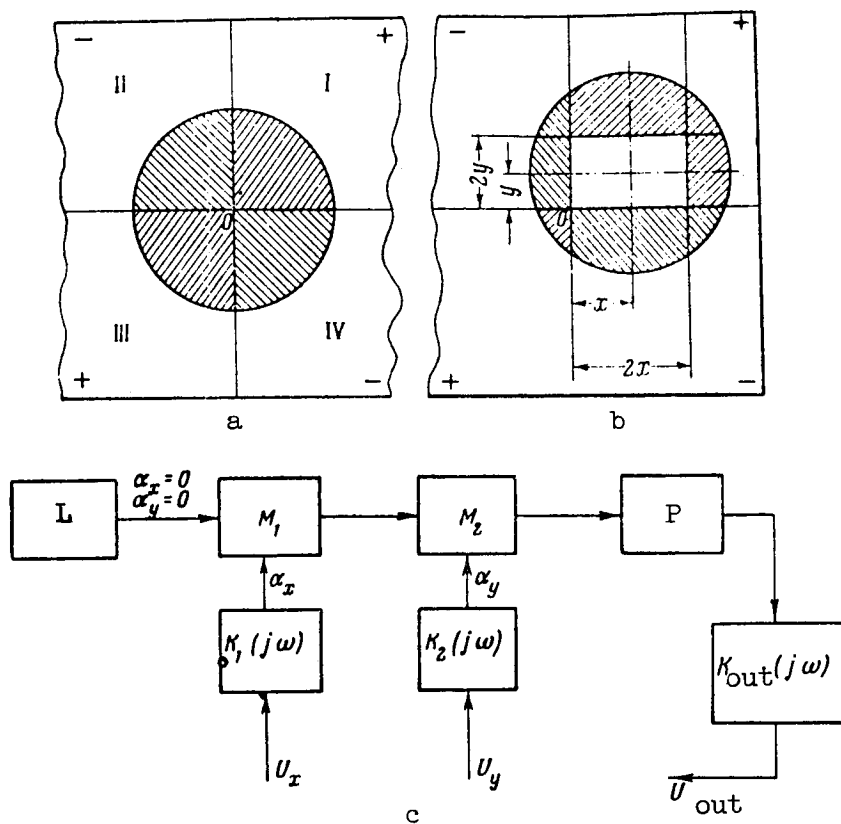 − +
II I
0
III IV
+ −
a
− +
2y
y
0
x
2x
− −
b
L
αx = 0
αy = 0
M1
M2
P
αx
αy
K1 (jω)
K2 (jω)
Kout (jω)
Ux
Uy
Uout
c